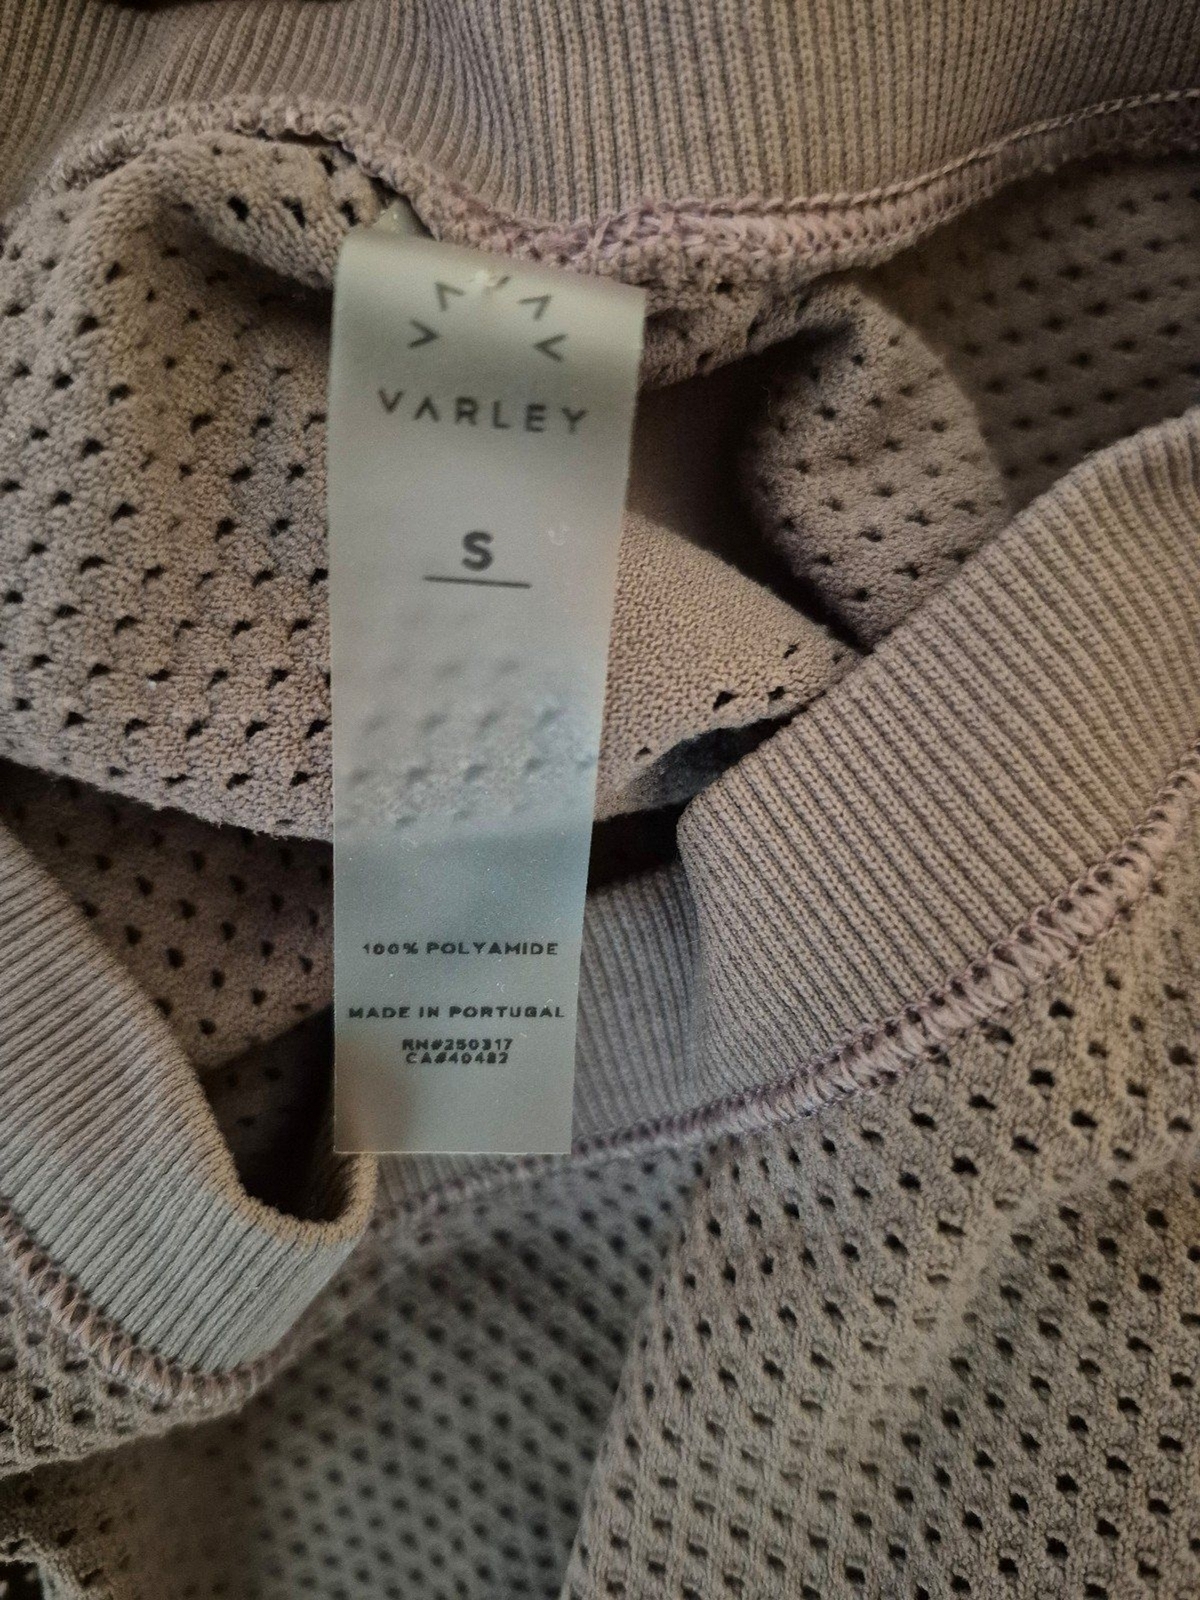 VARLEY
S
100% POLYAMIDE
MADE IN PORTUGAL
RN#250317
CA#40482